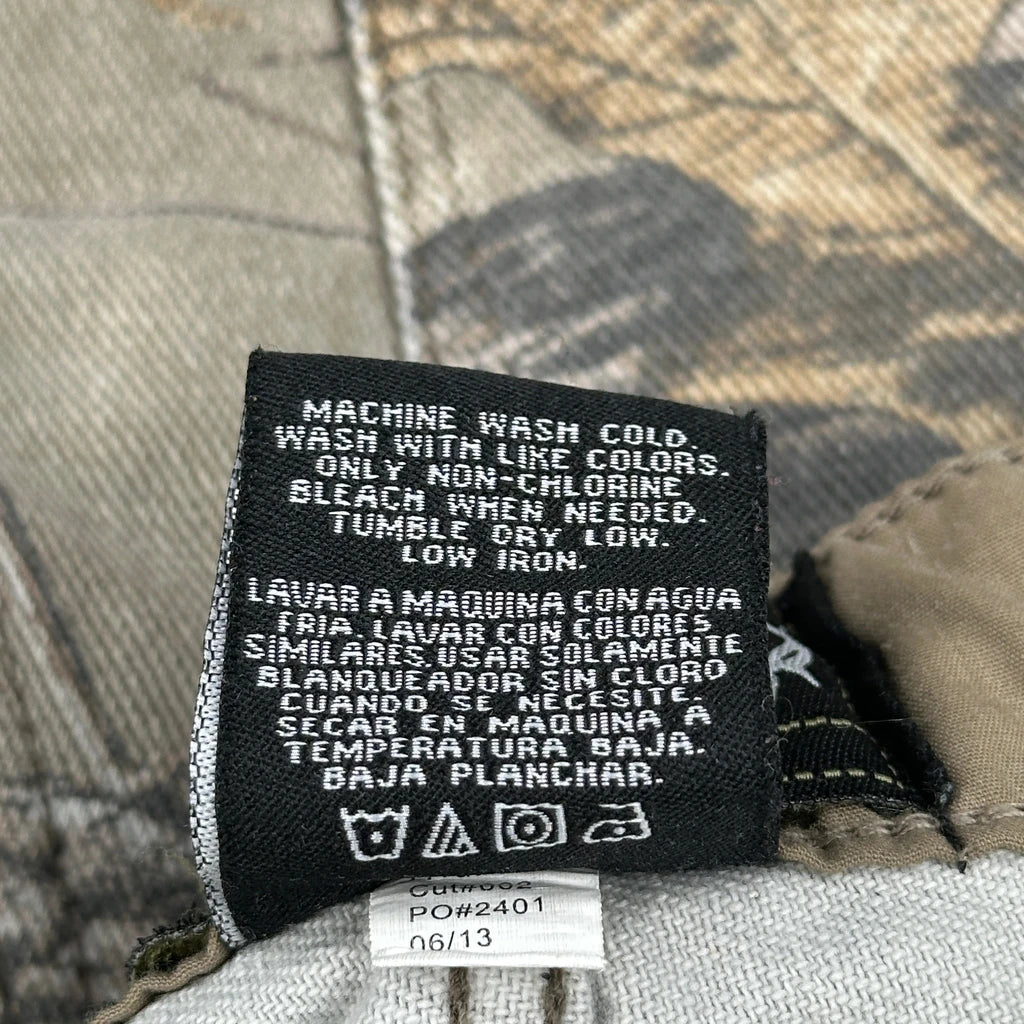 MACHINE WASH COLD.
WASH WITH LIKE COLORS.
ONLY NON-CHLORINE
BLEACH WHEN NEEDED.
TUMBLE DRY LOW.
LOW IRON.
LAVAR A MAQUINA CON AGUA
FRIA. LAVAR CON COLORES
SIMILARES. USAR SOLAMENTE
BLANQUEADOR SIN CLORO
CUANDO SE NECESITE.
SECAR EN MAQUINA A
TEMPERATURA BAJA.
BAJA PLANCHAR.
Cut#002
PO#2401
06/13